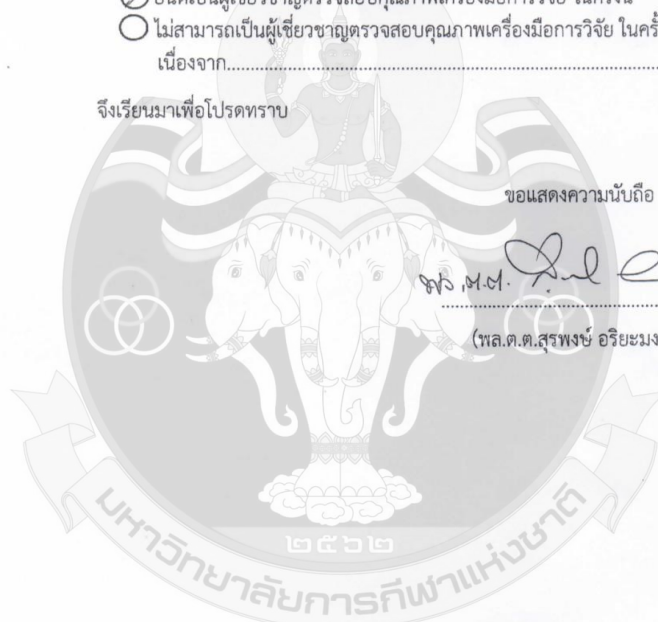 ยินดีเป็นผู้เชี่ยวชาญตรวจสอบคุณภาพเครื่องมือการวิจัย ในครั้งนี้
ไม่สามารถเป็นผู้เชี่ยวชาญตรวจสอบคุณภาพเครื่องมือการวิจัย ในครั้
เนื่องจาก
จึงเรียนมาเพื่อโปรดทราบ
ขอแสดงความนับถือ
พล.ต.ต.
(พล.ต.ต.สุรพงษ์ อริยะมง
๒๕๖๒
มหาวิทยาลัยการกีฬาแห่งชาติ